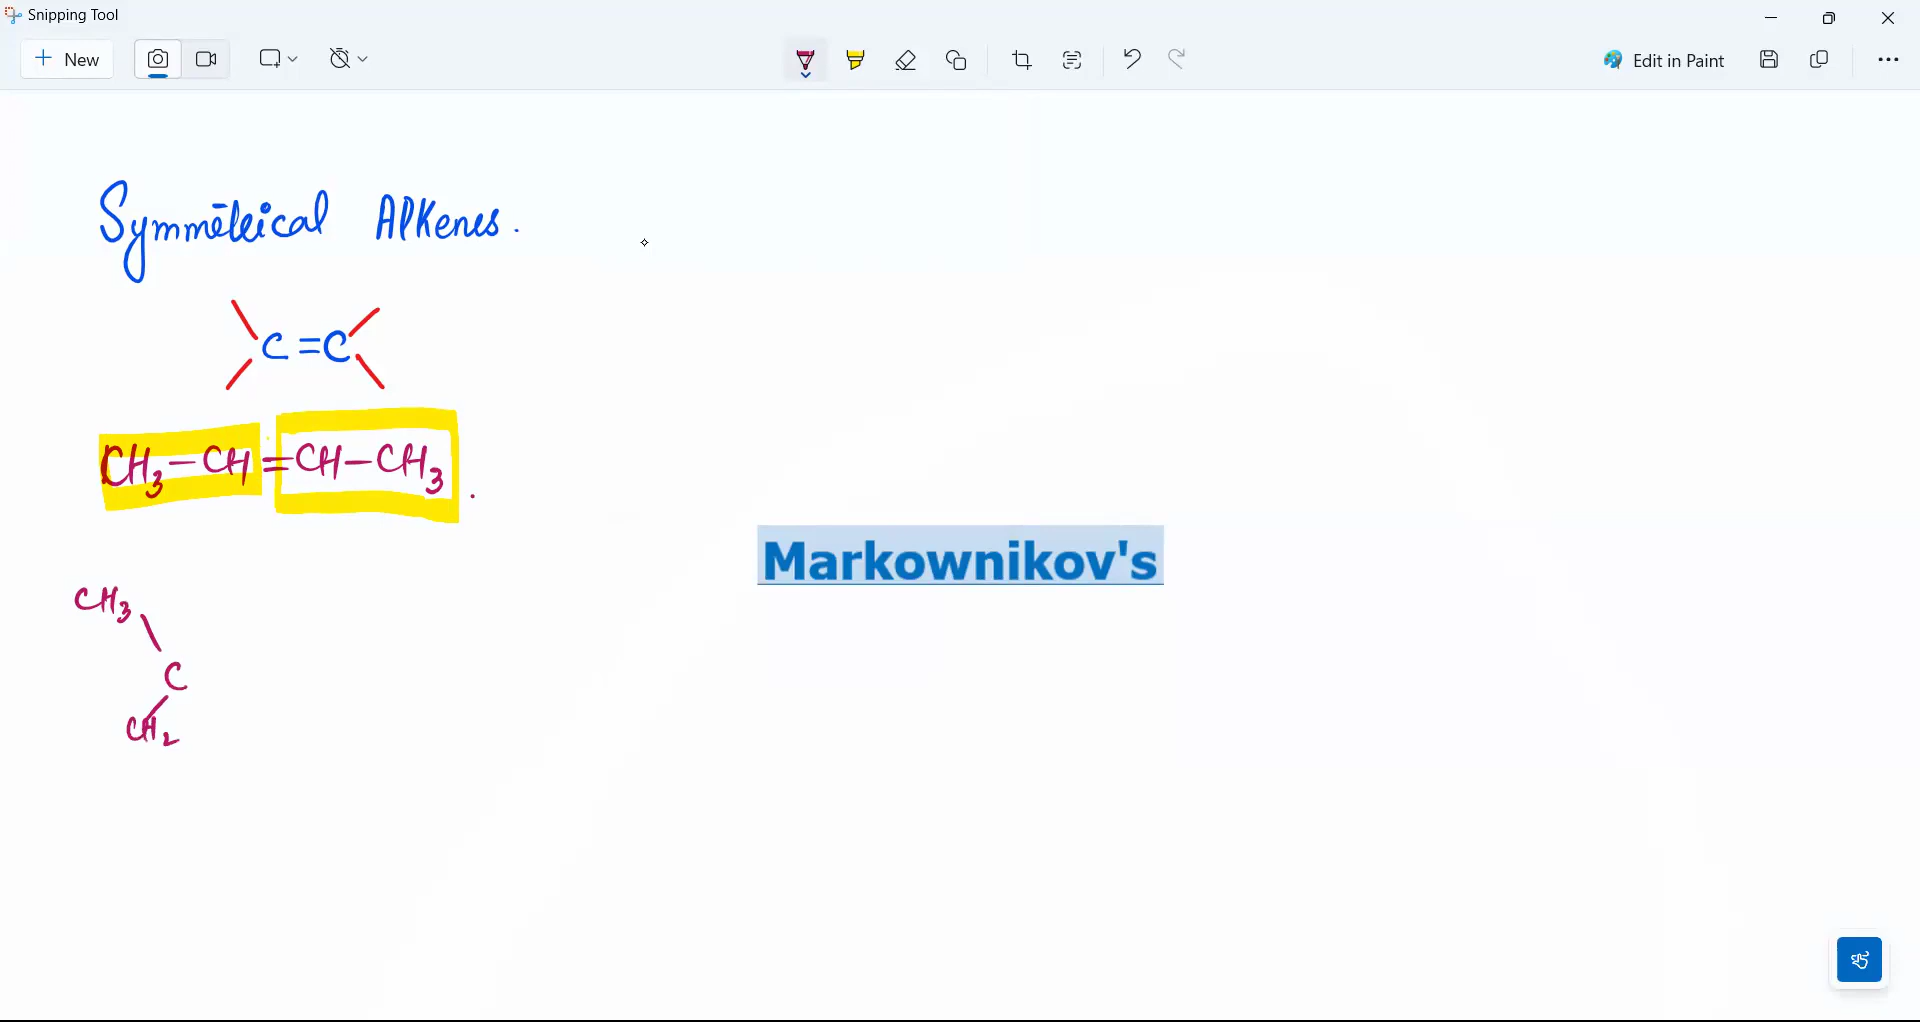 Snipping Tool
New
Edit in Paint
Symmetrical Alkenes.
C=C
CH3-CH=CH-CH3.
Markownikov's
CH3
C
CH2